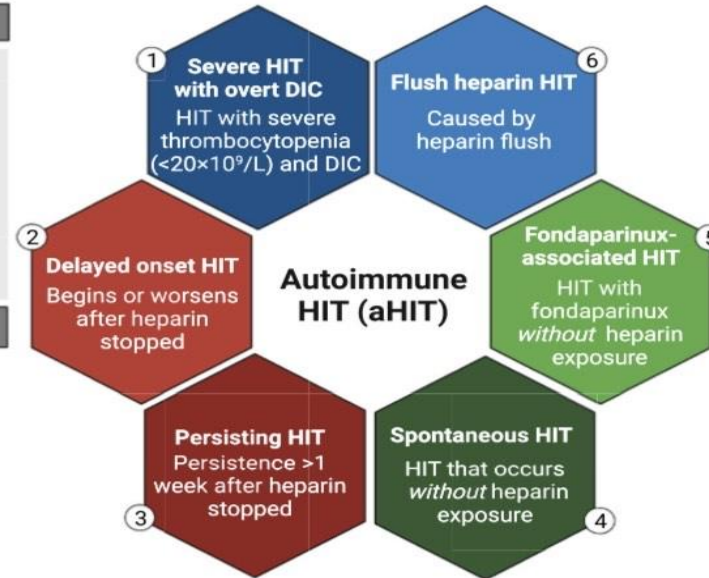 1
Severe HIT
with overt DIC
HIT with severe
thrombocytopenia
(<20×10⁹/L) and DIC
6
Flush heparin HIT
Caused by
heparin flush
2
Delayed onset HIT
Begins or worsens
after heparin
stopped
Autoimmune
HIT (aHIT)
5
Fondaparinux-
associated HIT
HIT with
fondaparinux
without heparin
exposure
Persisting HIT
Persistence >1
week after heparin
stopped
3
Spontaneous HIT
HIT that occurs
without heparin
exposure
4